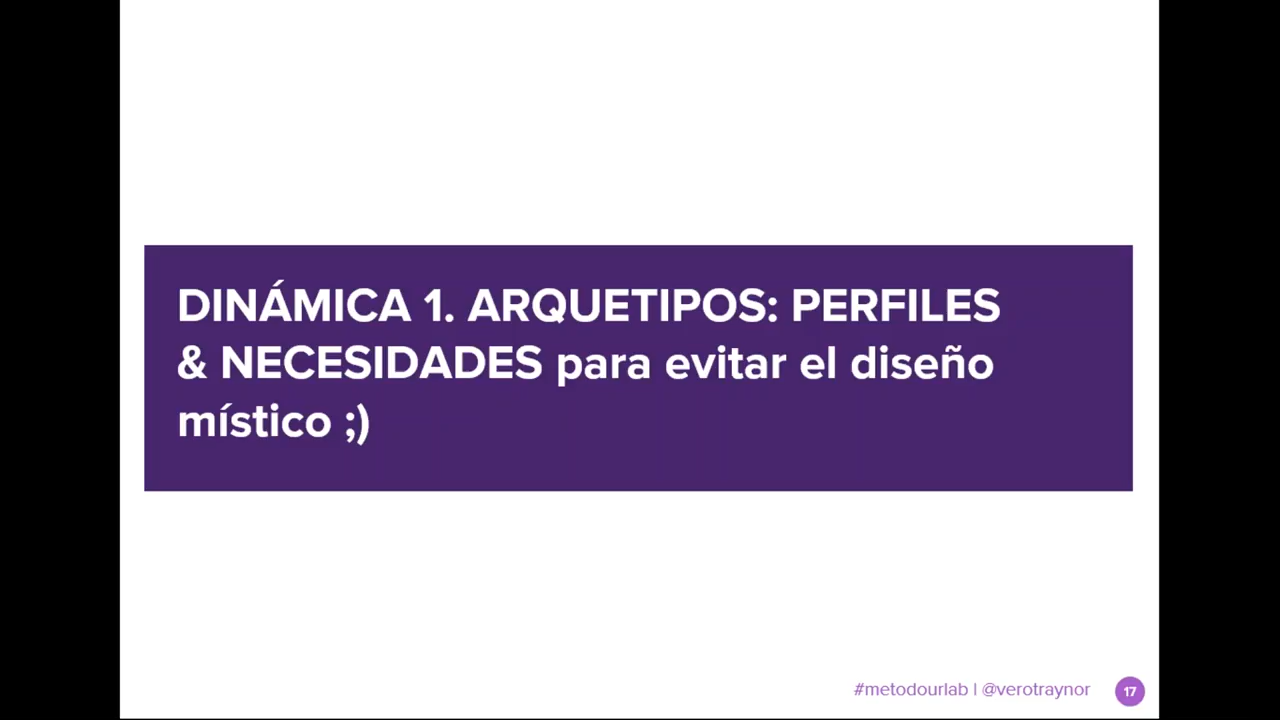 DINÁMICA 1. ARQUETIPOS: PERFILES
& NECESIDADES para evitar el diseño
místico ;)
#metodourlab | @verotraynor
17